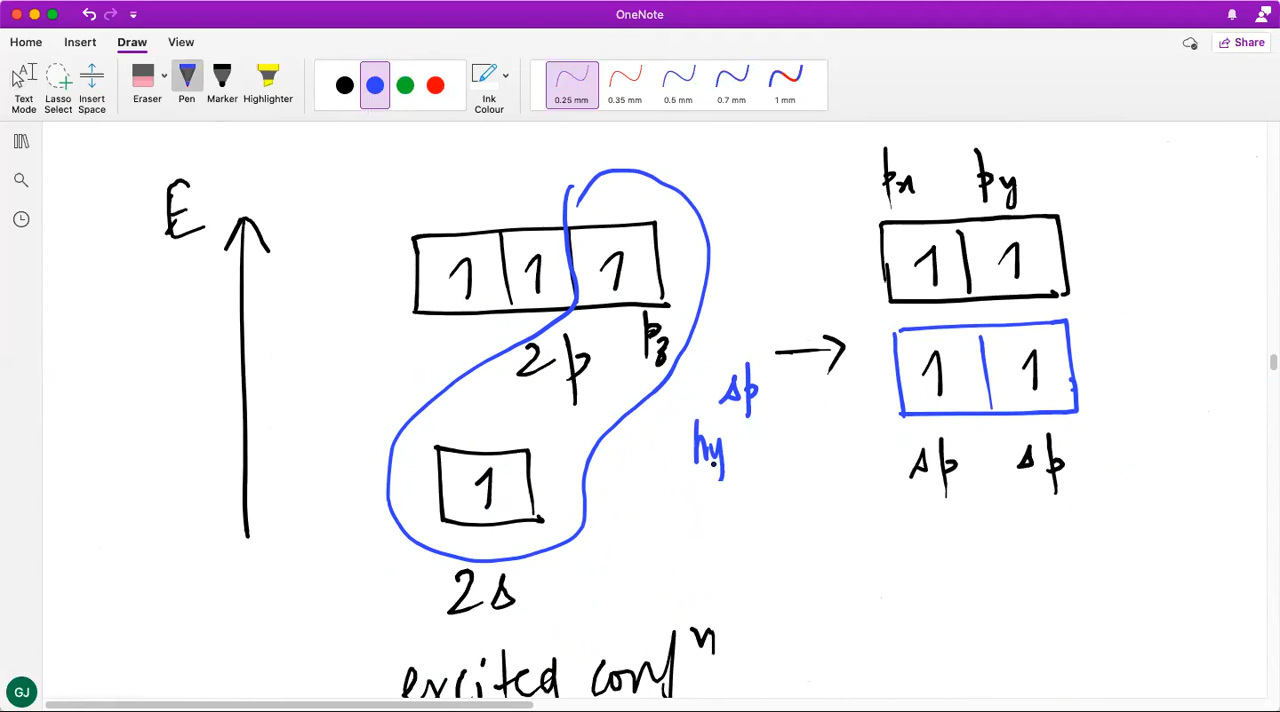 OneNote
Home Insert Draw View
Share
Text Mode
Lasso Select
Insert Space
Eraser
Pen
Marker
Highlighter
Ink Colour
0.25 mm
0.35 mm
0.5 mm
0.7 mm
1 mm
E
px py
1 1 1
1 1
2p
pz
1 1
sp
hy
sp sp
1
2s
excited confn
GJ